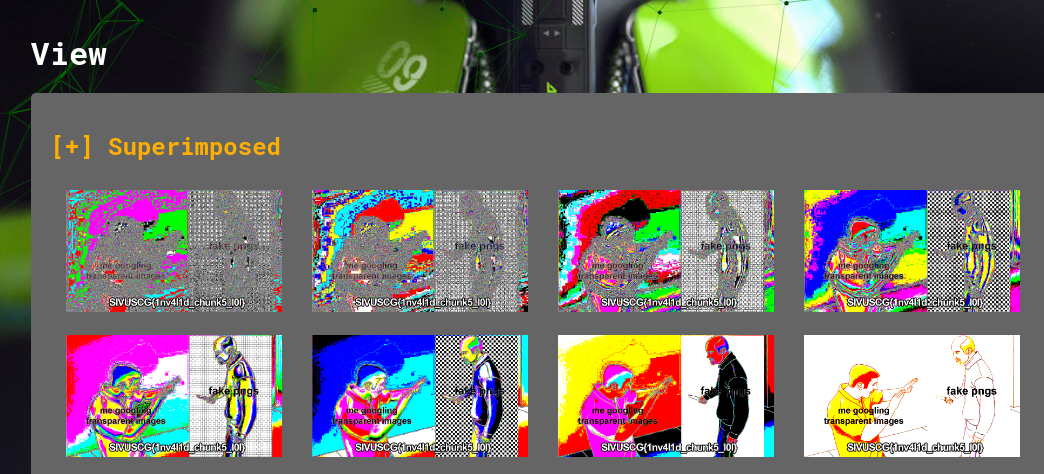 09
View
[+] Superimposed
fake pngs
me googling
transparent images
SIVUSCG{1nv4l1d_chunk5_l0l}
fake pngs
me googling
transparent images
SIVUSCG{1nv4l1d_chunk5_l0l}
fake pngs
me googling
transparent images
SIVUSCG{1nv4l1d_chunk5_l0l}
fake pngs
me googling
transparent images
SIVUSCG{1nv4l1d_chunk5_l0l}
fake pngs
me googling
transparent images
SIVUSCG{1nv4l1d_chunk5_l0l}
fake pngs
me googling
transparent images
SIVUSCG{1nv4l1d_chunk5_l0l}
fake pngs
me googling
transparent images
SIVUSCG{1nv4l1d_chunk5_l0l}
fake pngs
me googling
transparent images
SIVUSCG{1nv4l1d_chunk5_l0l}